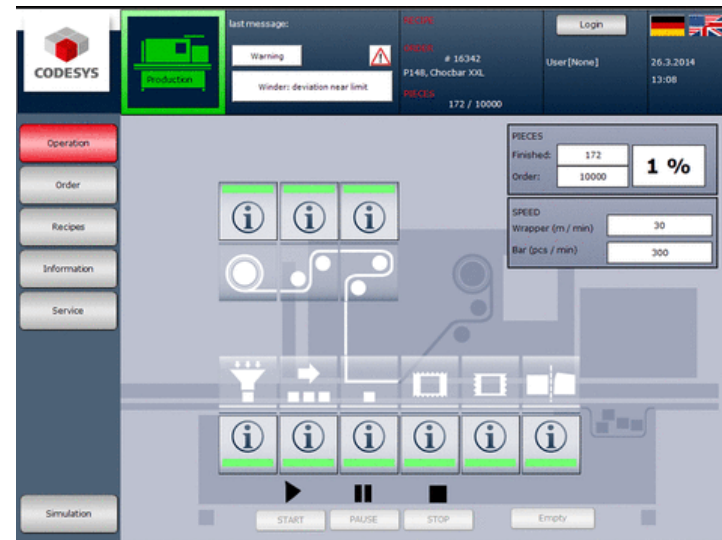 CODESYS
Production
last message:
Warning
Winder: deviation near limit
# 16342
P148, Chocbar XXL
PIECES
172 / 10000
Login
User[None]
26.3.2014
13:08
Operation
Order
Recipes
Information
Service
Simulation
PIECES
Finished:
172
1 %
Order:
10000
SPEED
Wrapper (m / min)
30
Bar (pcs / min)
300
START
PAUSE
STOP
Empty